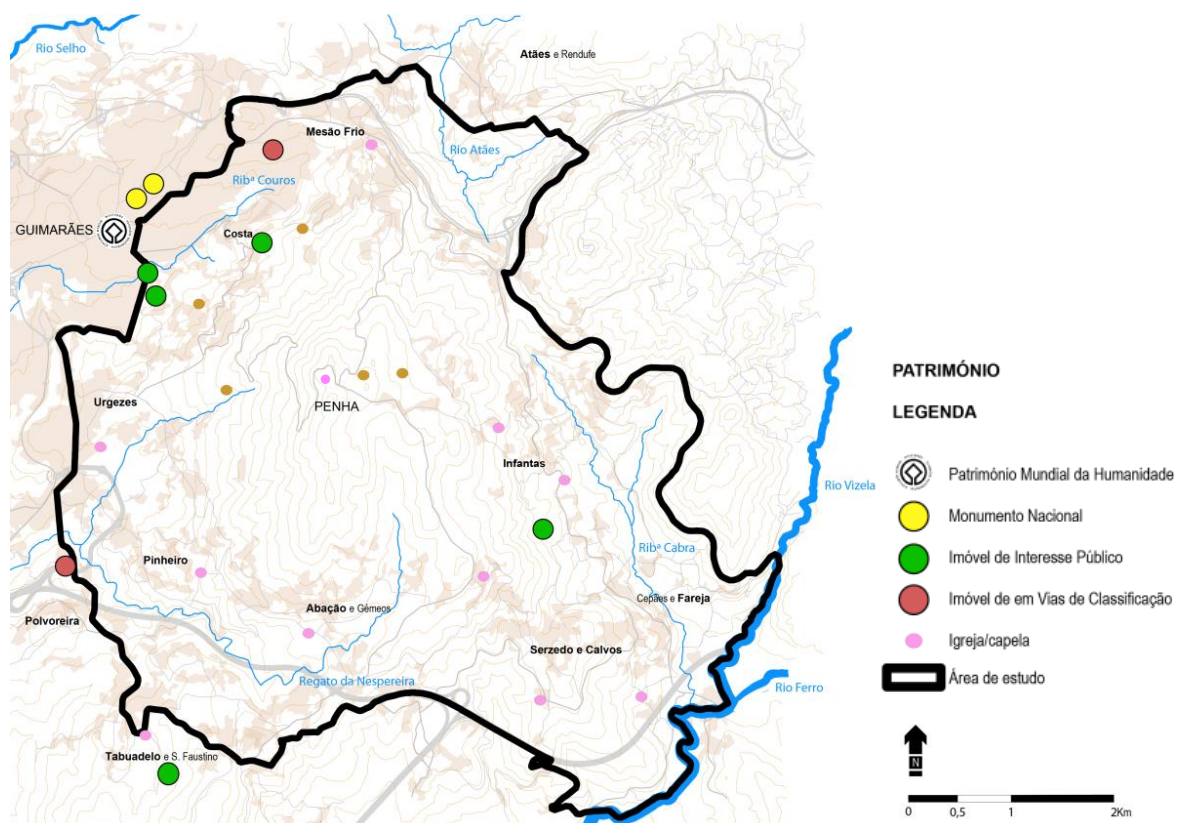 Rio Selho
Atães e Rendufe
Mesão Frio
Rio Atães
Ribª Couros
GUIMARÃES
Costa
Urgezes
PENHA
Infantas
Rio Vizela
Ribª Cabra
Pinheiro
Cepães e Fareja
Abação e Gémeos
Polvoreira
Serzedo e Calvos
Regato da Nespereira
Rio Ferro
Tabuadelo e S. Faustino
PATRIMÓNIO
LEGENDA
Património Mundial da Humanidade
Monumento Nacional
Imóvel de Interesse Público
Imóvel de em Vias de Classificação
Igreja/capela
Área de estudo
N
0 0,5 1 2Km